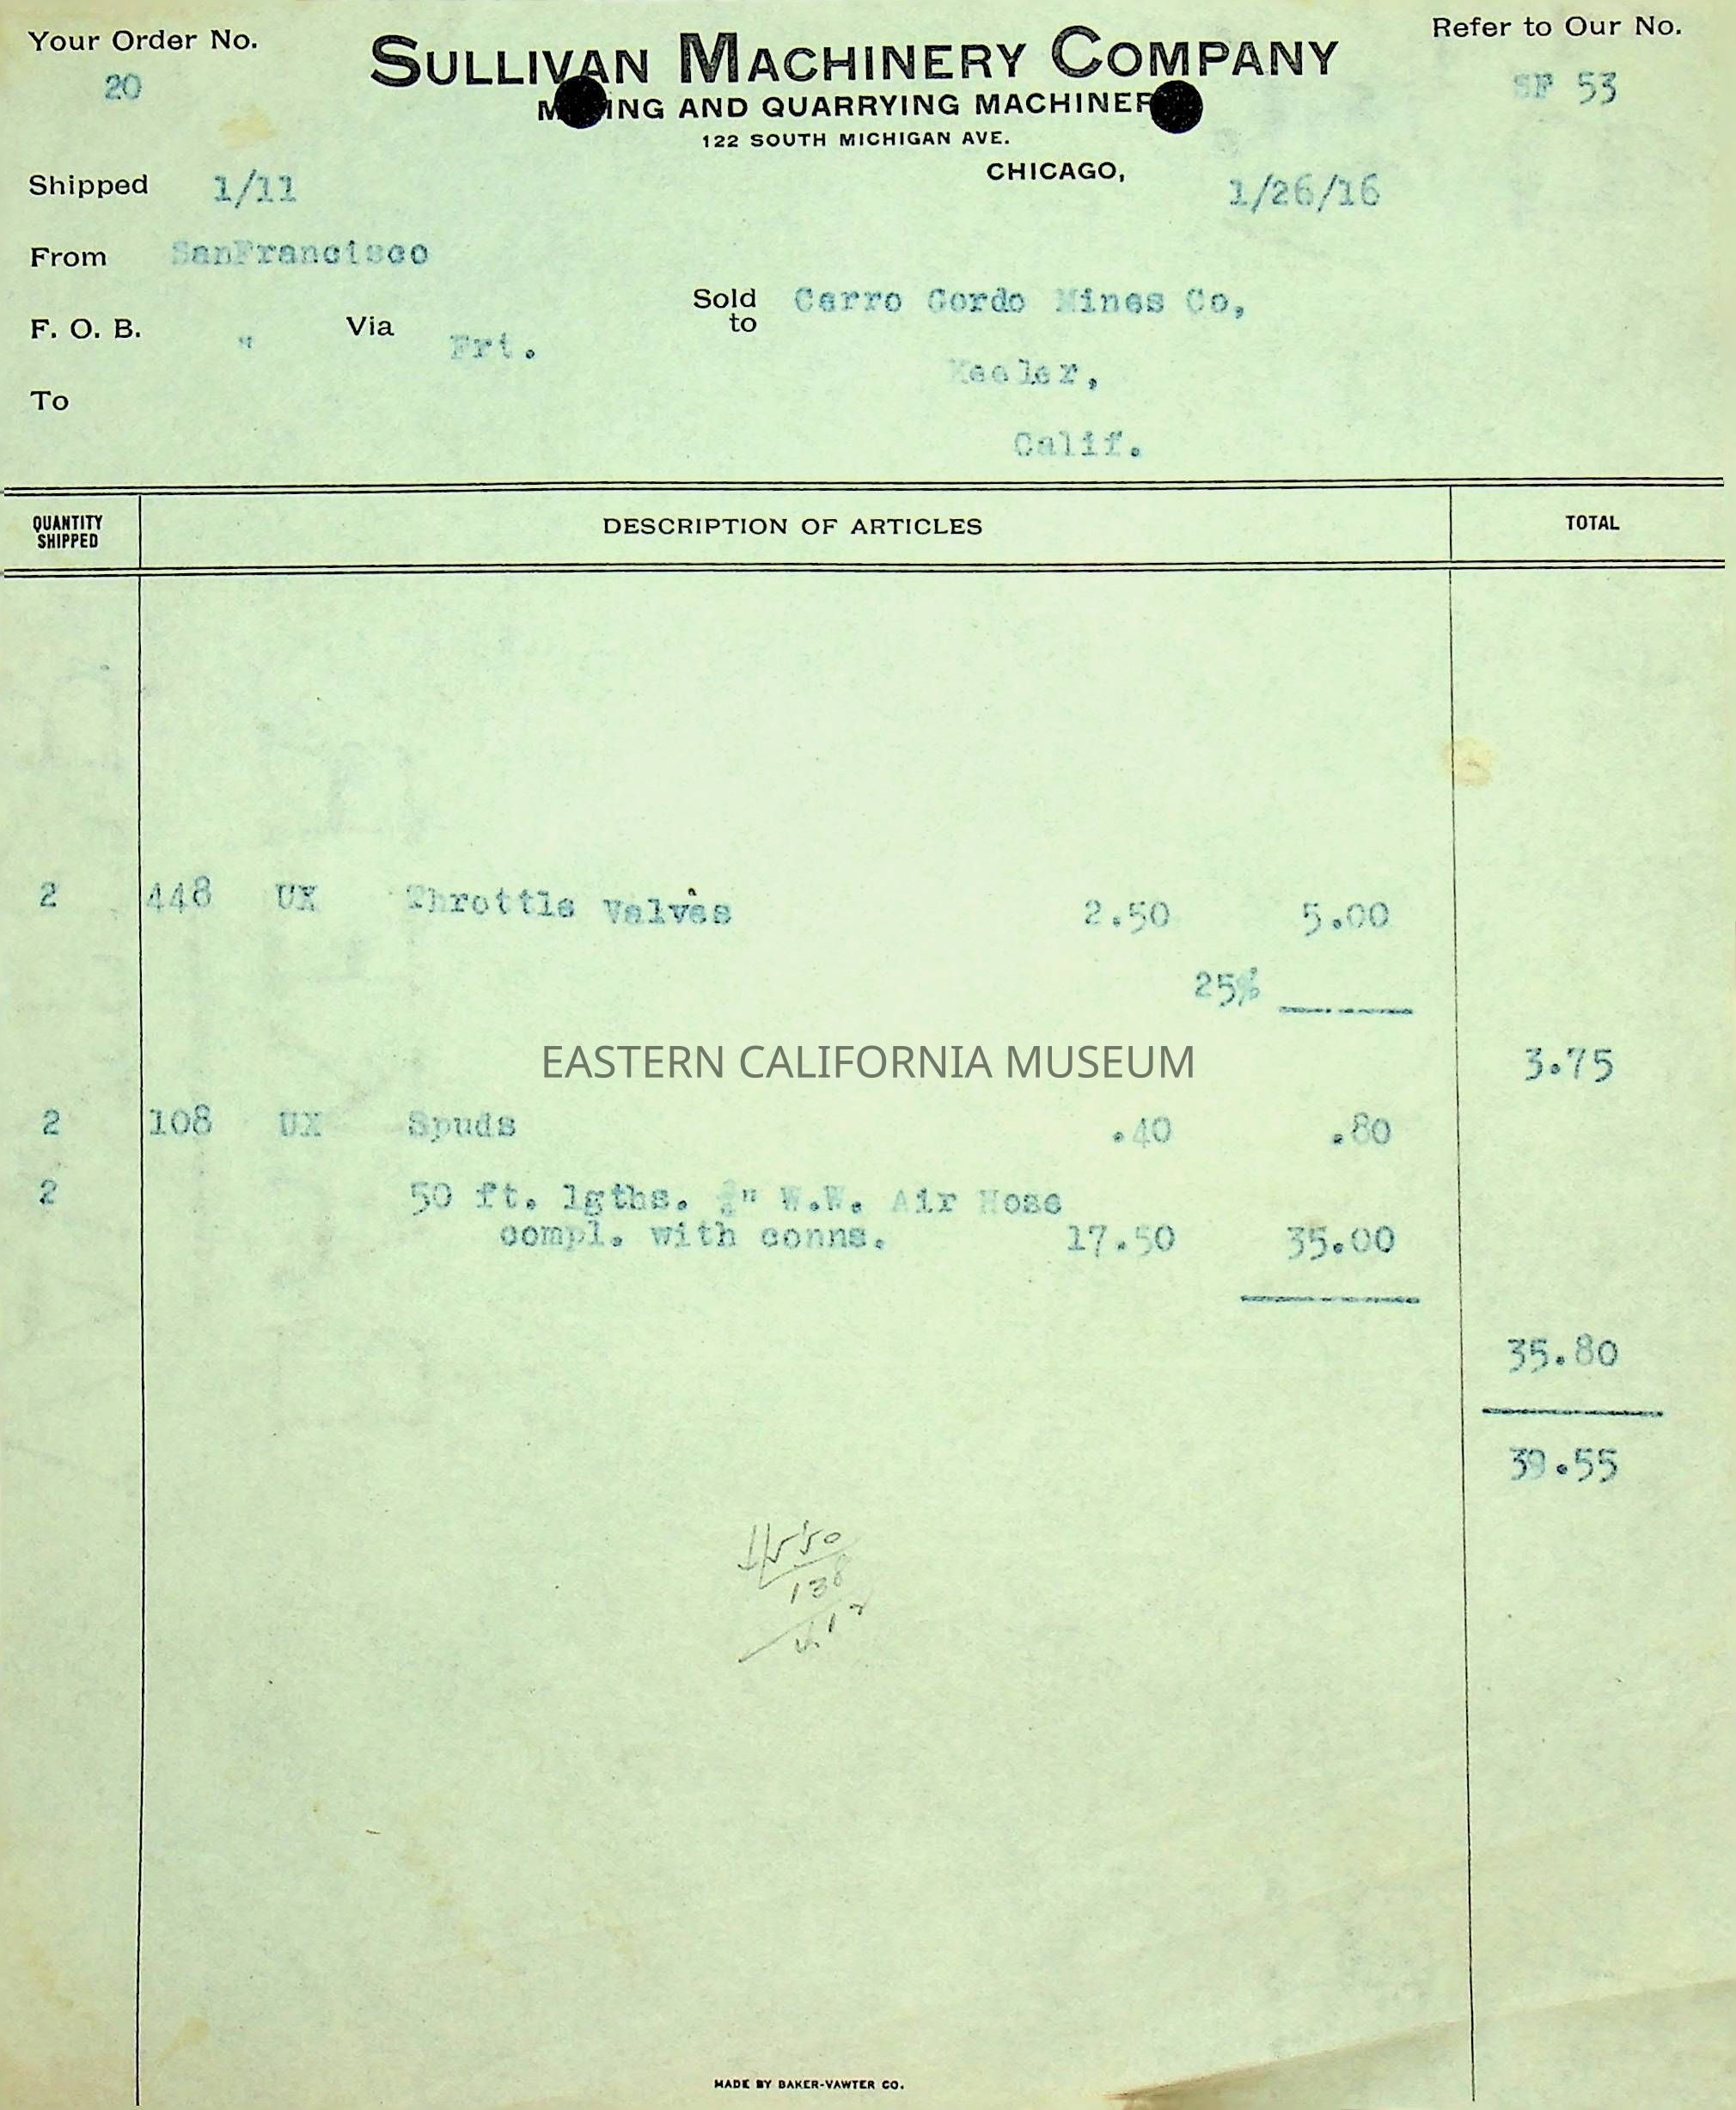 Your Order No.
20
SULLIVAN MACHINERY COMPANY
MINING AND QUARRYING MACHINERY
122 SOUTH MICHIGAN AVE.
CHICAGO, 1/26/16
Refer to Our No.
SF 53
Shipped 1/11
From SanFrancisco
F. O. B. " Via Frt.
To
Sold to Cerro Gordo Mines Co,
Keeler,
Calif.
QUANTITY SHIPPED DESCRIPTION OF ARTICLES TOTAL
2 448 UX Throttle Valves 2.50 5.00
25%
3.75
EASTERN CALIFORNIA MUSEUM
2 108 UX Spuds .40 .80
2 50 ft. lgths. " W.W. Air Hose
compl. with conns. 17.50 35.00
35.80
39.55
138
MADE BY BAKER-VAWTER CO.